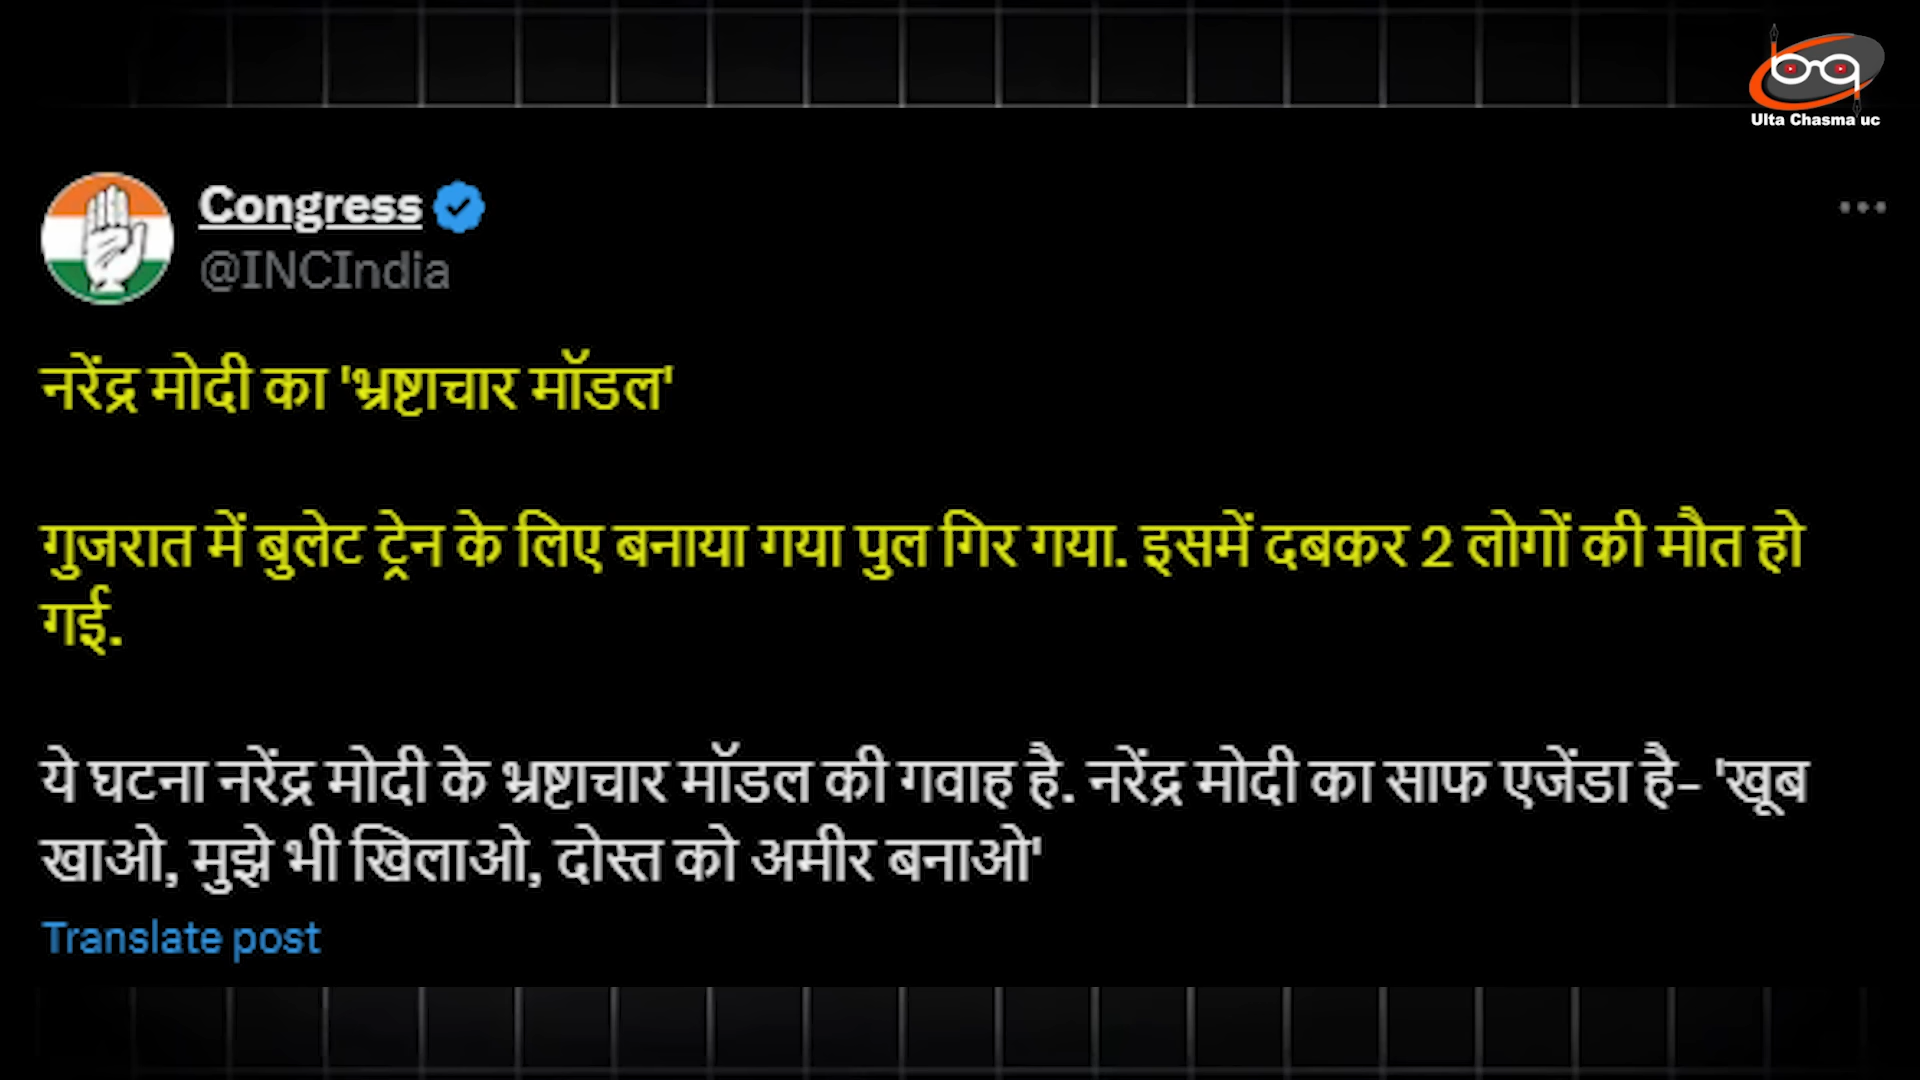 Ulta Chasma uc
Congress
@INCIndia
नरेंद्र मोदी का 'भ्रष्टाचार मॉडल'
गुजरात में बुलेट ट्रेन के लिए बनाया गया पुल गिर गया. इसमें दबकर 2 लोगों की मौत हो
गई.
ये घटना नरेंद्र मोदी के भ्रष्टाचार मॉडल की गवाह है. नरेंद्र मोदी का साफ एजेंडा है- 'खूब
खाओ, मुझे भी खिलाओ, दोस्त को अमीर बनाओ'
Translate post